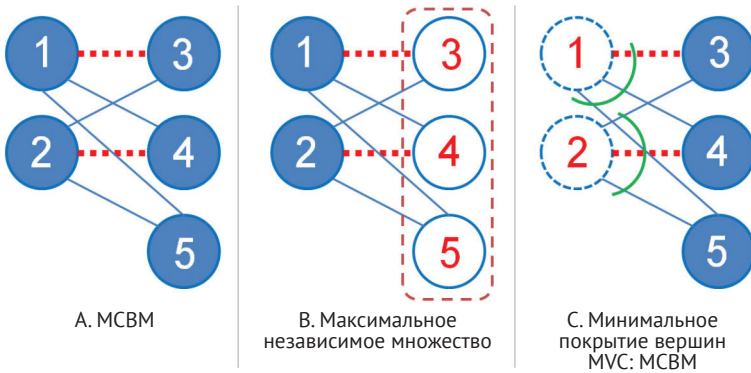 1 3
2 4
5
A. MCBM
1 3
2 4
5
B. Максимальное
независимое множество
1 3
2 4
5
C. Минимальное
покрытие вершин
MVC: MCBM